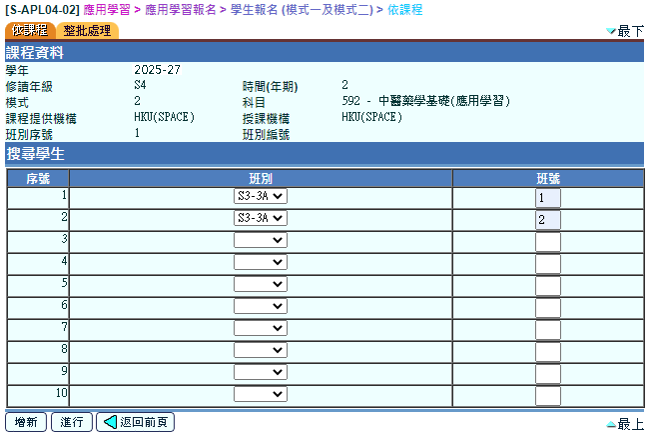 [S-APL04-02] 應用學習 > 應用學習報名 > 學生報名 (模式一及模式二) > 依課程
依課程 整批處理 最下
課程資料
學年 2025-27
修讀年級 S4 時間(年期) 2
模式 2 科目 592 - 中醫藥學基礎(應用學習)
課程提供機構 HKU(SPACE) 授課機構 HKU(SPACE)
班別序號 1 班別編號
搜尋學生
序號 班別 班號
1 S3-3A 1
2 S3-3A 2
3
4
5
6
7
8
9
10
增新 進行 返回前頁 最上